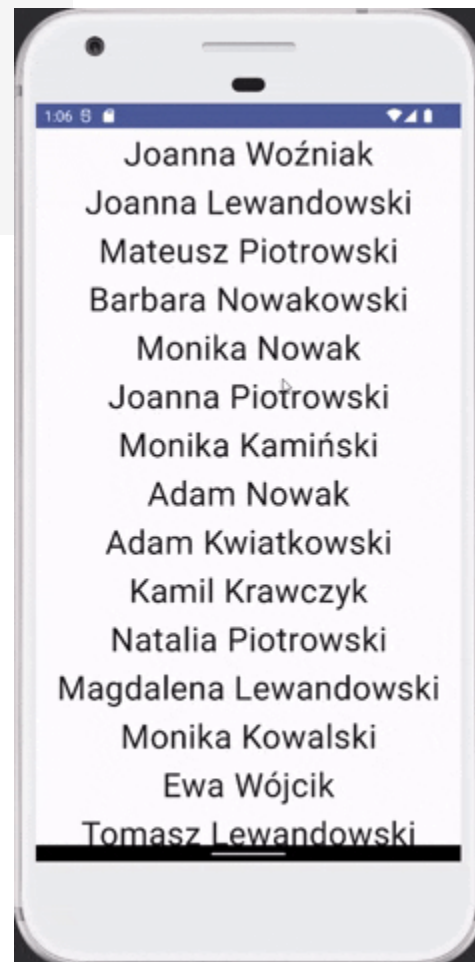 1:06
Joanna Woźniak
Joanna Lewandowski
Mateusz Piotrowski
Barbara Nowakowski
Monika Nowak
Joanna Piotrowski
Monika Kamiński
Adam Nowak
Adam Kwiatkowski
Kamil Krawczyk
Natalia Piotrowski
Magdalena Lewandowski
Monika Kowalski
Ewa Wójcik
Tomasz Lewandowski